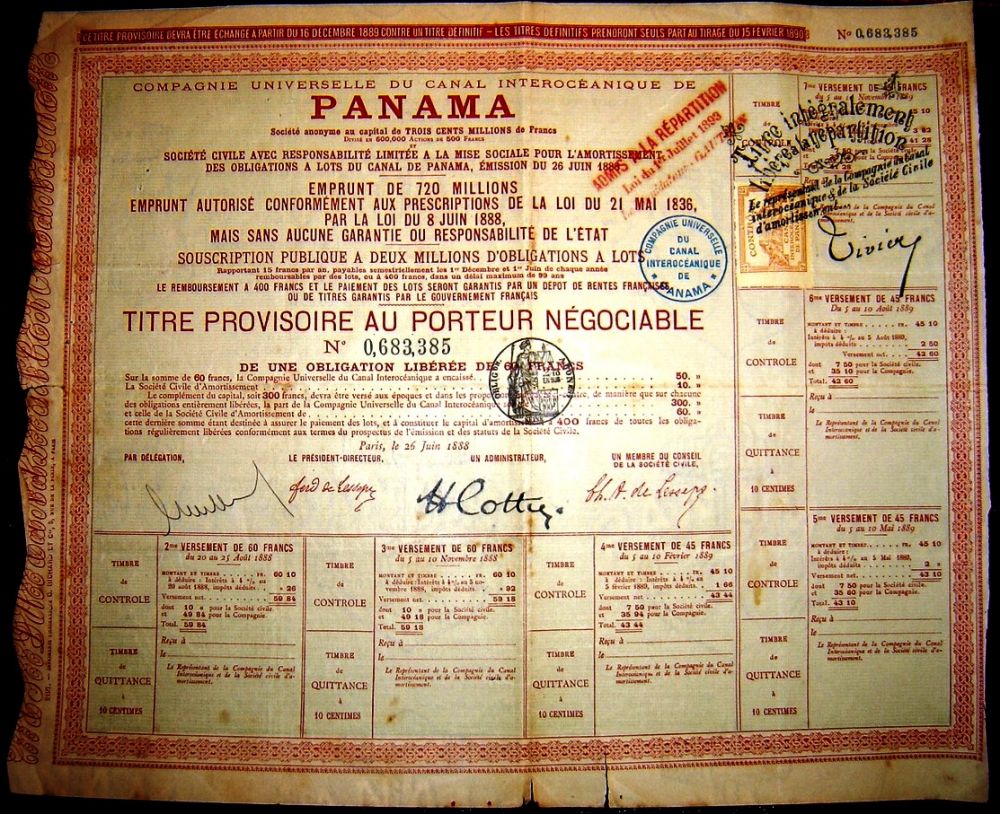 CE TITRE PROVISOIRE DEVRA ÊTRE ÉCHANGÉ A PARTIR DU 16 DÉCEMBRE 1889 CONTRE UN TITRE DÉFINITIF – LES TITRES DÉFINITIFS PRENDRONT SEULS PART AU TIRAGE DU 15 FÉVRIER 1890
No 0,683,385
COMPAGNIE UNIVERSELLE DU CANAL INTEROCÉANIQUE DE
PANAMA
Société anonyme au capital de TROIS CENTS MILLIONS de Francs
DIVISÉ EN 600,000 ACTIONS DE 500 FRANCS
ET
SOCIÉTÉ CIVILE AVEC RESPONSABILITÉ LIMITÉE A LA MISE SOCIALE POUR L'AMORTISSEMENT
DES OBLIGATIONS A LOTS DU CANAL DE PANAMA, ÉMISSION DU 26 JUIN 1888
EMPRUNT DE 720 MILLIONS
EMPRUNT AUTORISÉ CONFORMÉMENT AUX PRESCRIPTIONS DE LA LOI DU 21 MAI 1836,
PAR LA LOI DU 8 JUIN 1888,
MAIS SANS AUCUNE GARANTIE OU RESPONSABILITÉ DE L'ÉTAT
SOUSCRIPTION PUBLIQUE A DEUX MILLIONS D'OBLIGATIONS A LOTS
Rapportant 15 francs par an, payables semestriellement les 1er Décembre et 1er Juin de chaque année
remboursables par des lots, ou à 400 francs, dans un délai maximum de 99 ans
LE REMBOURSEMENT A 400 FRANCS ET LE PAIEMENT DES LOTS SERONT GARANTIS PAR UN DÉPOT DE RENTES FRANÇAISES
OU DE TITRES GARANTIS PAR LE GOUVERNEMENT FRANÇAIS
TITRE PROVISOIRE AU PORTEUR NÉGOCIABLE
No 0,683,385
DE UNE OBLIGATION LIBÉRÉE DE 60 FRANCS
Sur la somme de 60 francs, la Compagnie Universelle du Canal Interocéanique a encaissé . . . 50. »
La Société Civile d'Amortissement . . . 10. »
Le complément du capital, soit 300 francs, devra être versé aux époques et dans les de manière que sur chacune
des obligations entièrement libérées, la part de la Compagnie Universelle du Canal Interocéanique 300. »
et celle de la Société Civile d'Amortissement de . . . 60. »
cette dernière somme étant destinée à assurer le paiement des lots, et à constituer le capital d'amortissement à 400 francs de toutes les obliga-
tions régulièrement libérées conformément aux termes du prospectus de l'émission et des statuts de la Société Civile.
Paris, le 26 Juin 1888
PAR DÉLÉGATION,
LE PRÉSIDENT-DIRECTEUR,
UN ADMINISTRATEUR,
UN MEMBRE DU CONSEIL
DE LA SOCIÉTÉ CIVILE,
Ferd de Lesseps
H Cottu
Ch. A. de Lesseps
ADMIS A LA RÉPARTITION
Loi du 1er Juillet 1893
COMPAGNIE UNIVERSELLE
DU
CANAL
INTEROCÉANIQUE
DE
PANAMA
Titre intégralement
libéré à la répartition
Le représentant de la Compagnie du Canal
interocéanique & de la Société Civile
d'amortissement
7me VERSEMENT DE 45 FRANCS
du 5 au 10 Novembre 1889
TIMBRE
CONTROLE
6me VERSEMENT DE 45 FRANCS
Du 5 au 10 Août 1889
MONTANT ET TIMBRE . . . FR. 45 10
à déduire :
Intérêts à 4 % au 5 Août 1889,
impôts déduits . . . 2 50
Versement net . . . 42 60
dont 7 50 pour la Société civile.
et 35 10 pour la Compagnie.
Total. 42 60
Reçu à
le
Le Représentant de la Compagnie du Canal
Interocéanique et de la Société civile d'a-
mortissement.
TIMBRE
de
CONTROLE
TIMBRE
de
QUITTANCE
à
10 CENTIMES
5me VERSEMENT DE 45 FRANCS
du 5 au 10 Mai 1889
MONTANT ET TIMBRE . . . FR. 45 10
à déduire :
Intérêts à 4 % au 5 Mai 1889,
impôts déduits . . . 2 »
Versement net . . . 43 10
dont 7 50 pour la Société civile.
et 35 60 pour la Compagnie.
Total. 43 10
Reçu à
le
Le Représentant de la Compagnie du Canal
Interocéanique et de la Société civile d'a-
mortissement.
TIMBRE
de
CONTROLE
TIMBRE
de
QUITTANCE
à
10 CENTIMES
TIMBRE
de
CONTROLE
TIMBRE
de
QUITTANCE
à
10 CENTIMES
2me VERSEMENT DE 60 FRANCS
du 20 au 25 Août 1888
MONTANT ET TIMBRE . . . FR. 60 10
à déduire : Intérêts à 4 % au
20 août 1888, impôts déduits . . » 26
Versement net . . . 59 84
dont 10 » pour la Société civile.
et 49 84 pour la Compagnie.
Total. 59 84
Reçu à
le
Le Représentant de la Compagnie du Canal
Interocéanique et de la Société civile d'a-
mortissement.
TIMBRE
de
CONTROLE
TIMBRE
de
QUITTANCE
à
10 CENTIMES
3me VERSEMENT DE 60 FRANCS
du 5 au 10 Novembre 1888
MONTANT ET TIMBRE . . . FR. 60 10
à déduire : Intérêts à 4 % au 5 no-
vembre 1888, impôts déduits . . » 92
Versement net . . . 59 18
dont 10 » pour la Société civile.
et 49 18 pour la Compagnie.
Total. 59 18
Reçu à
le
Le Représentant de la Compagnie du Canal
Interocéanique et de la Société civile d'a-
mortissement.
TIMBRE
de
CONTROLE
TIMBRE
de
QUITTANCE
à
10 CENTIMES
4me VERSEMENT DE 45 FRANCS
du 5 au 10 Février 1889
MONTANT ET TIMBRE . . . FR. 45 10
à déduire : Intérêts à 4 % au
5 février 1889, impôts déduits . . 1 66
Versement net . . . 43 44
dont 7 50 pour la Société civile.
et 35 94 pour la Compagnie.
Total. 43 44
Reçu à
le
Le Représentant de la Compagnie du Canal
Interocéanique et de la Société civile d'a-
mortissement.